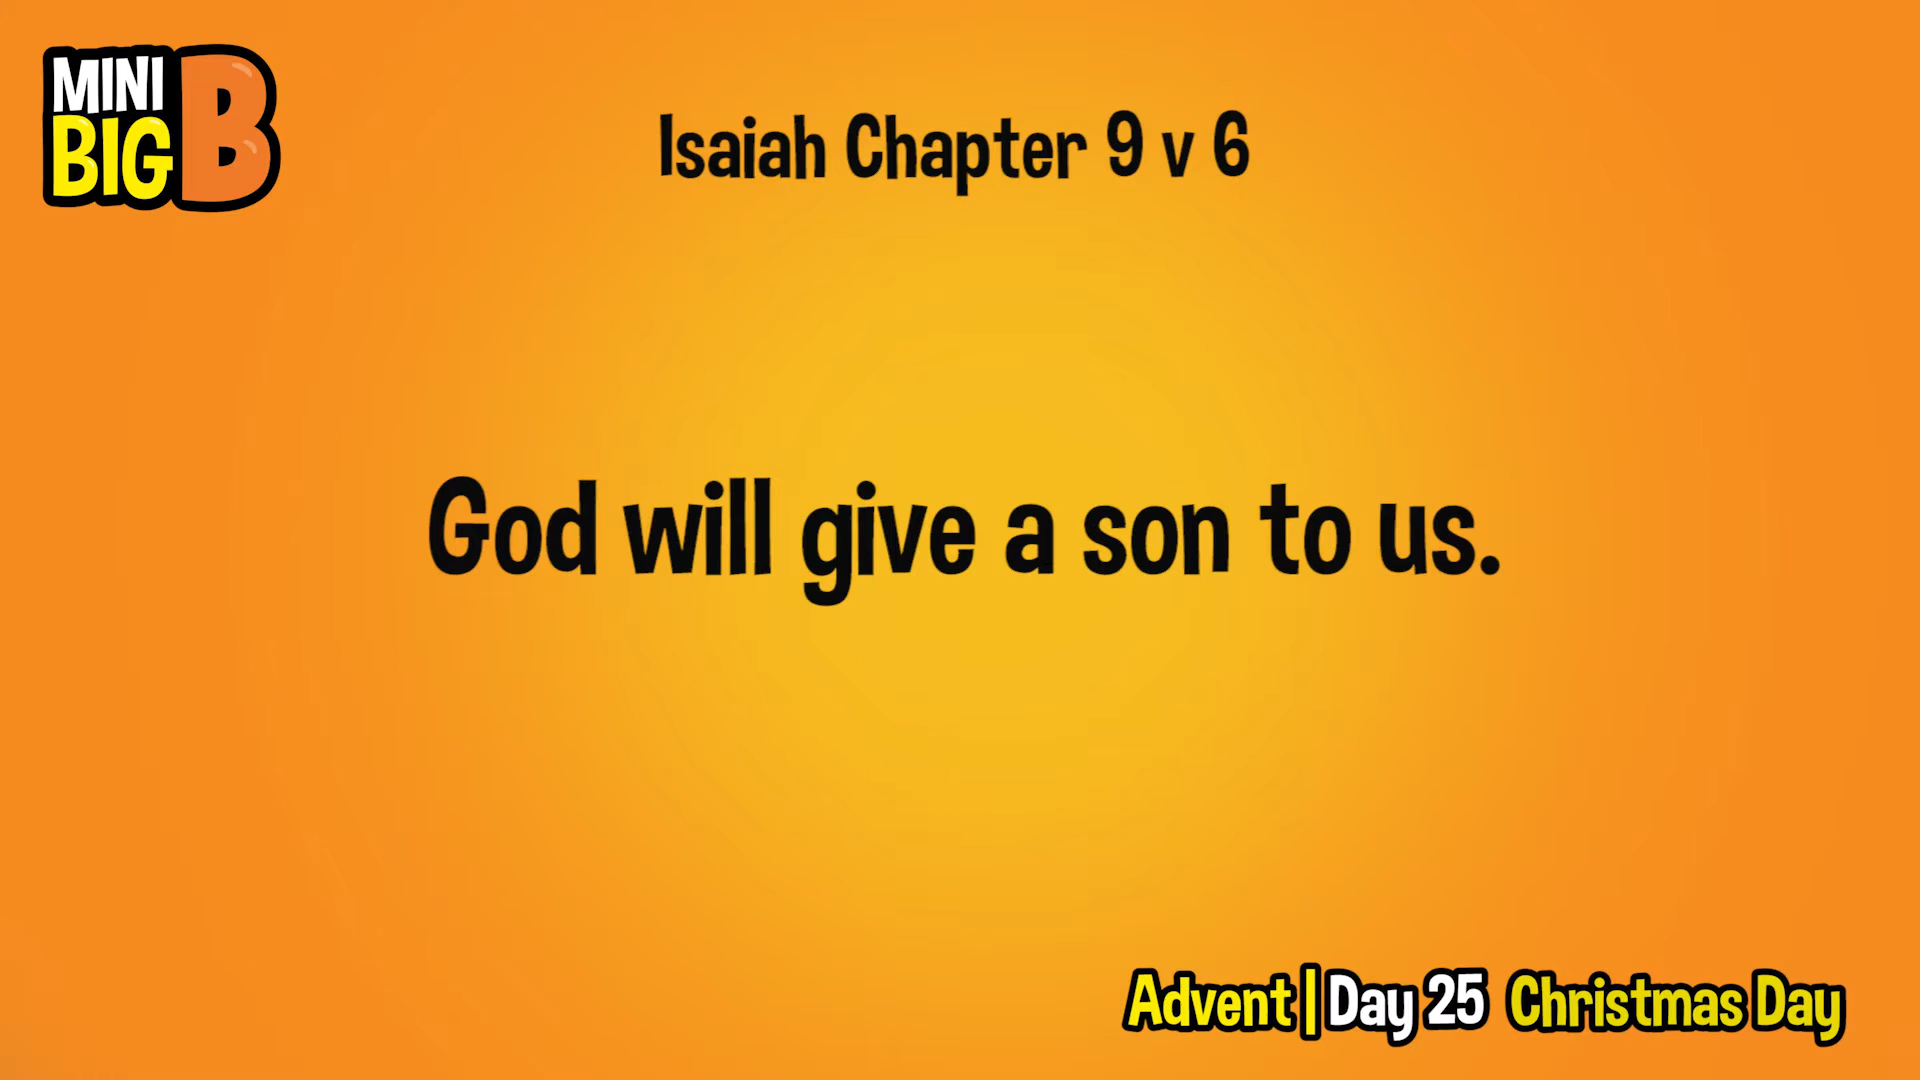 MINI
BIG B
Isaiah Chapter 9 v 6
God will give a son to us.
Advent | Day 25 Christmas Day